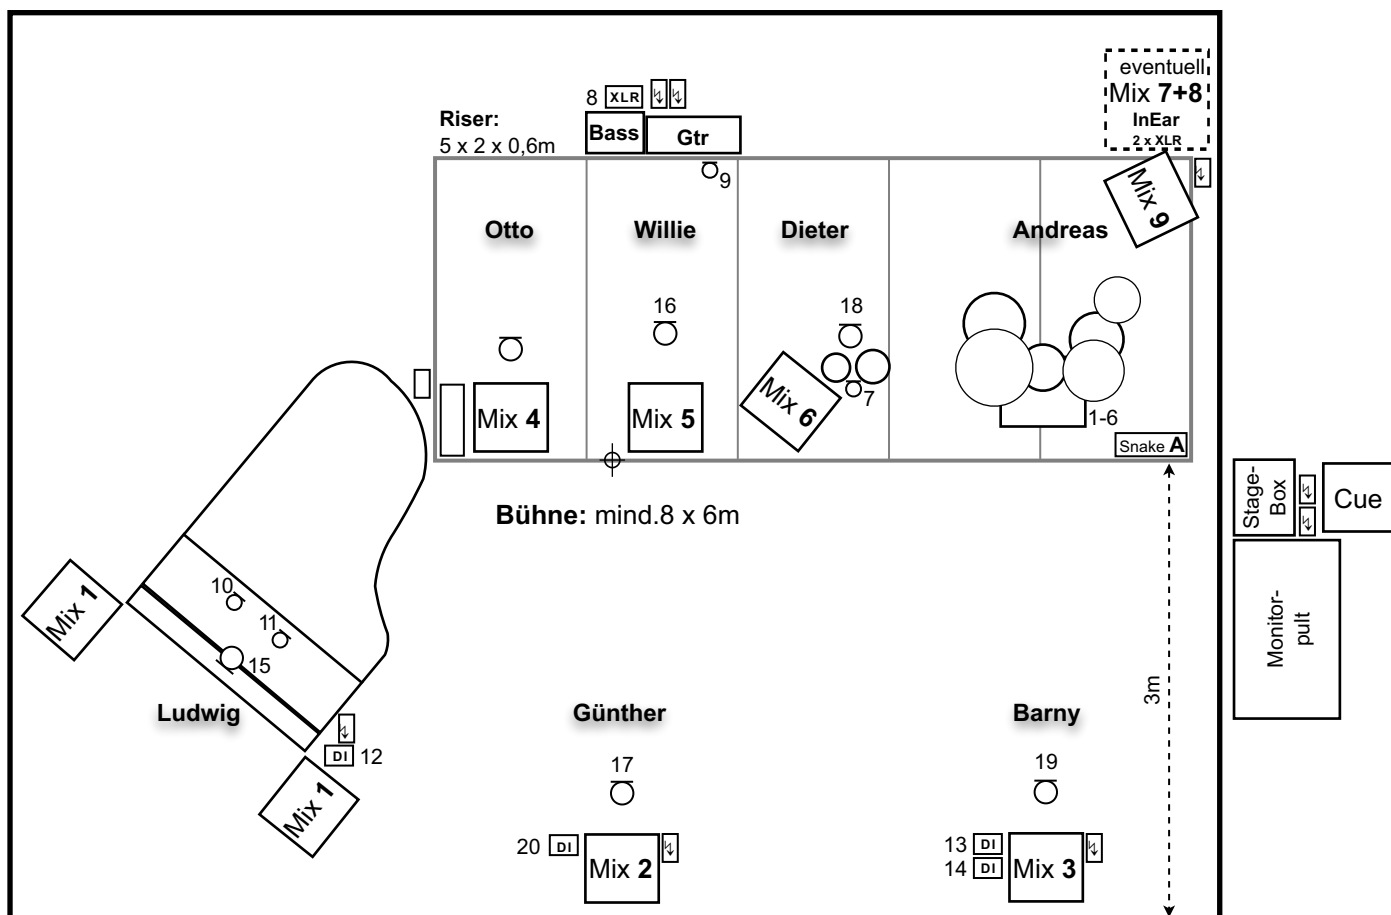 eventuell
Mix 7+8
InEar
2 x XLR
8 XLR
Riser:
5 x 2 x 0,6m
Bass
Gtr
9
Mix 9
Otto
Willie
Dieter
Andreas
16
18
Mix 4
Mix 5
Mix 6
7
1-6
Snake A
Stage-
Box
Cue
Bühne: mind.8 x 6m
Monitor-
pult
Mix 1
10
11
15
3m
Ludwig
Günther
Barny
DI 12
17
19
Mix 1
20 DI
Mix 2
13 DI
14 DI
Mix 3